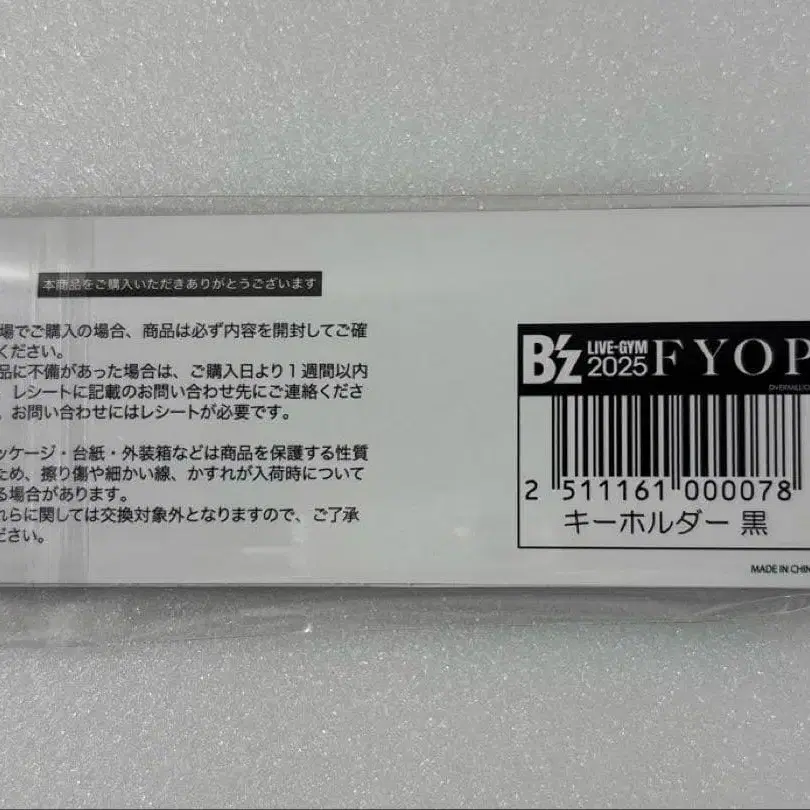 本商品をご購入いただきありがとうございます
場でご購入の場合、商品は必ず内容を開封してご確
ください。
品に不備があった場合は、ご購入日より1週間以内
レシートに記載のお問い合わせ先にご連絡くださ
、お問い合わせにはレシートが必要です。
ッケージ・台紙・外装箱などは商品を保護する性質
ため、擦り傷や細かい線、かすれが入荷時について
る場合があります。
れらに関しては交換対象外となりますので、ご了承
ださい。
B'z LIVE-GYM 2025 FYOP
2 511161 000078
キーホルダー 黒
MADE IN CHIN